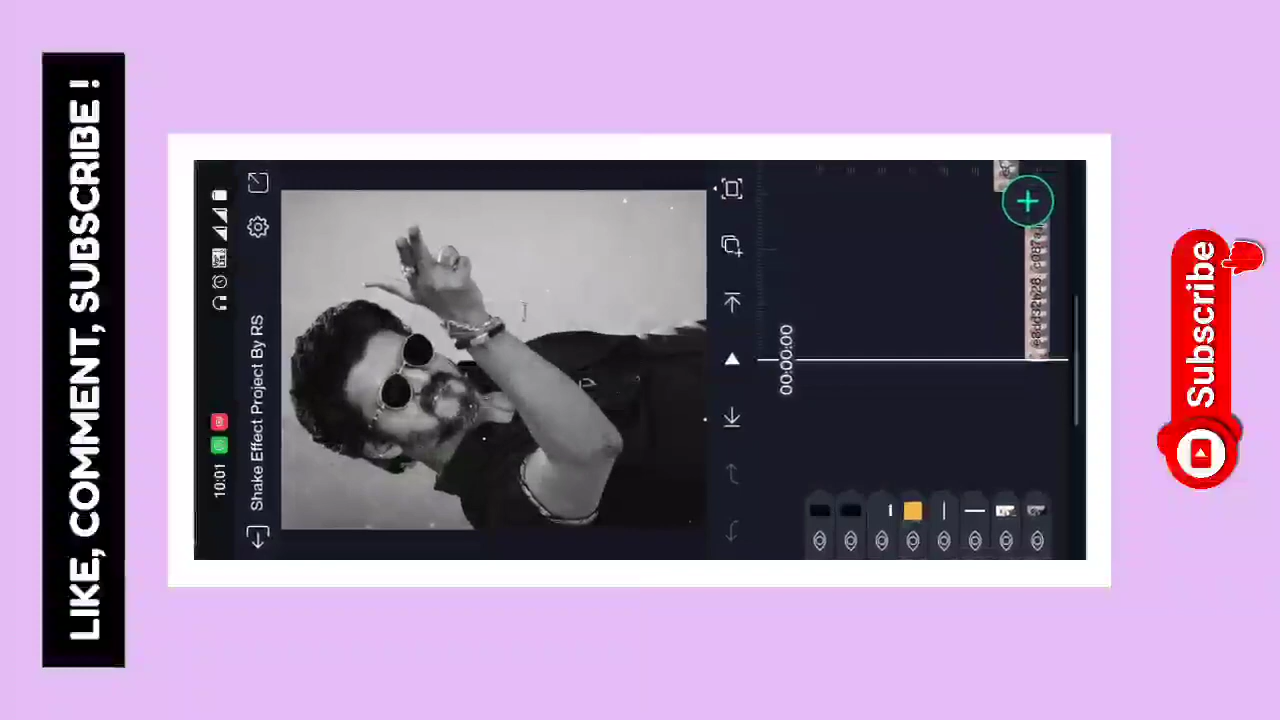 LIKE, COMMENT, SUBSCRIBE !
10:01
Shake Effect Project By RS
00:00:00
Subscribe